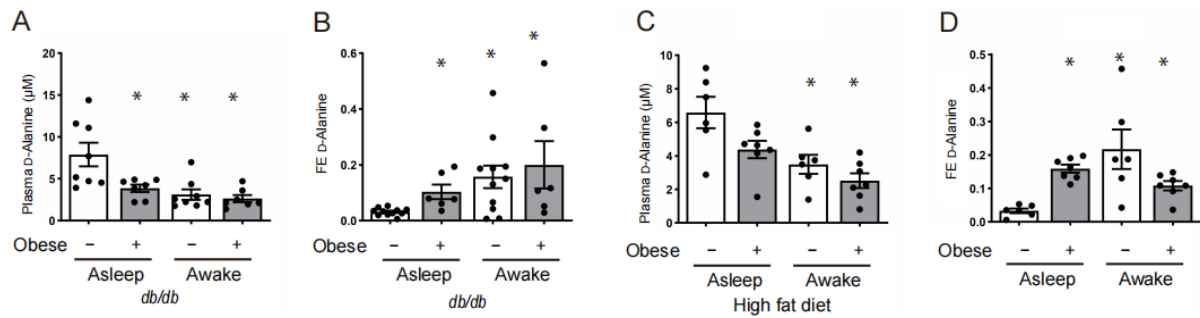 A
Plasma D-Alanine (µM)
20
15
10
5
0
* * *
Obese – + – +
Asleep Awake
db/db
B
FE D-Alanine
0.6
0.4
0.2
0.0
* * *
– + – +
Asleep Awake
db/db
C
Plasma D-Alanine (µM)
10
8
6
4
2
0
* *
Obese – + – +
Asleep Awake
High fat diet
D
FE D-Alanine
0.5
0.4
0.3
0.2
0.1
0.0
* * *
Obese – + – +
Asleep Awake